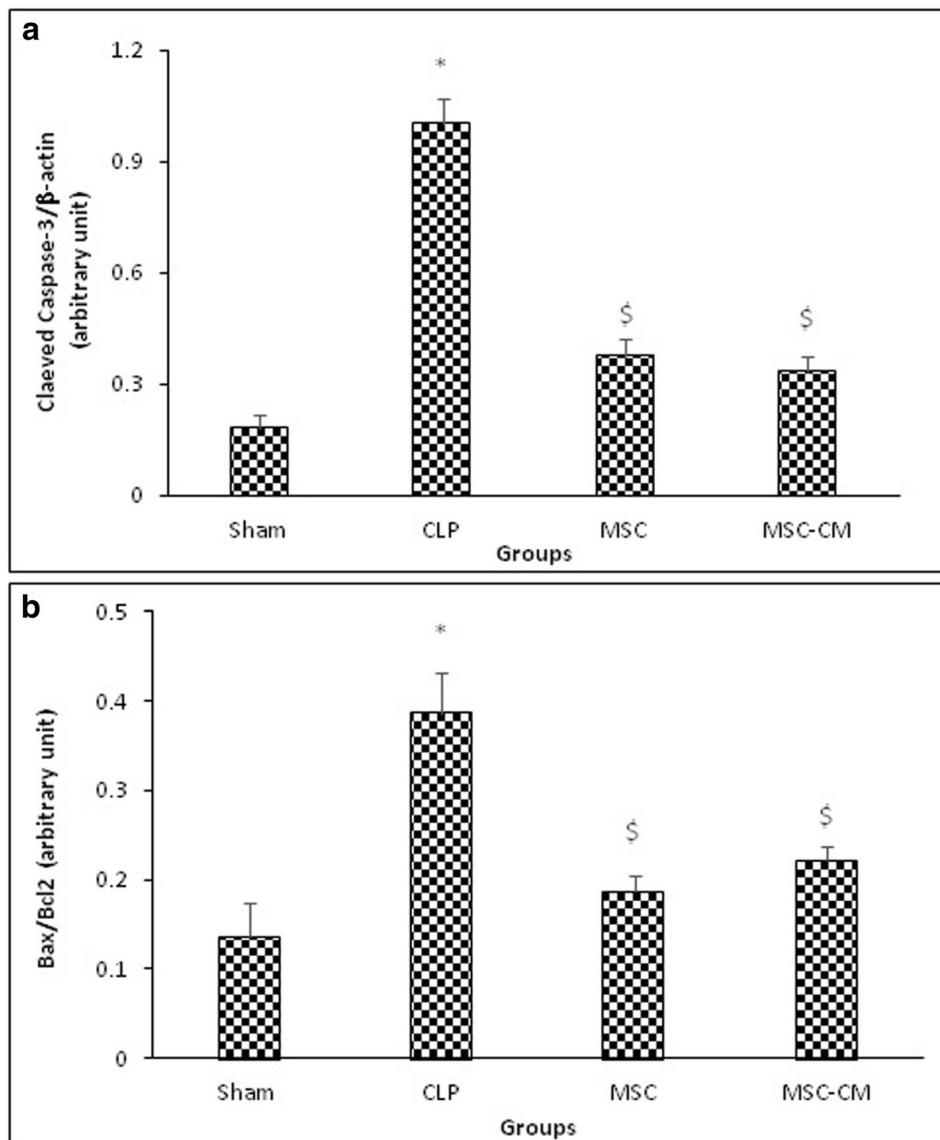 a
Claeved Caspase-3/β-actin
(arbitrary unit)
1.2
0.9
0.6
0.3
0
*
$
$
Sham CLP MSC MSC-CM
Groups
b
Bax/Bcl2 (arbitrary unit)
0.5
0.4
0.3
0.2
0.1
0
*
$
$
Sham CLP MSC MSC-CM
Groups